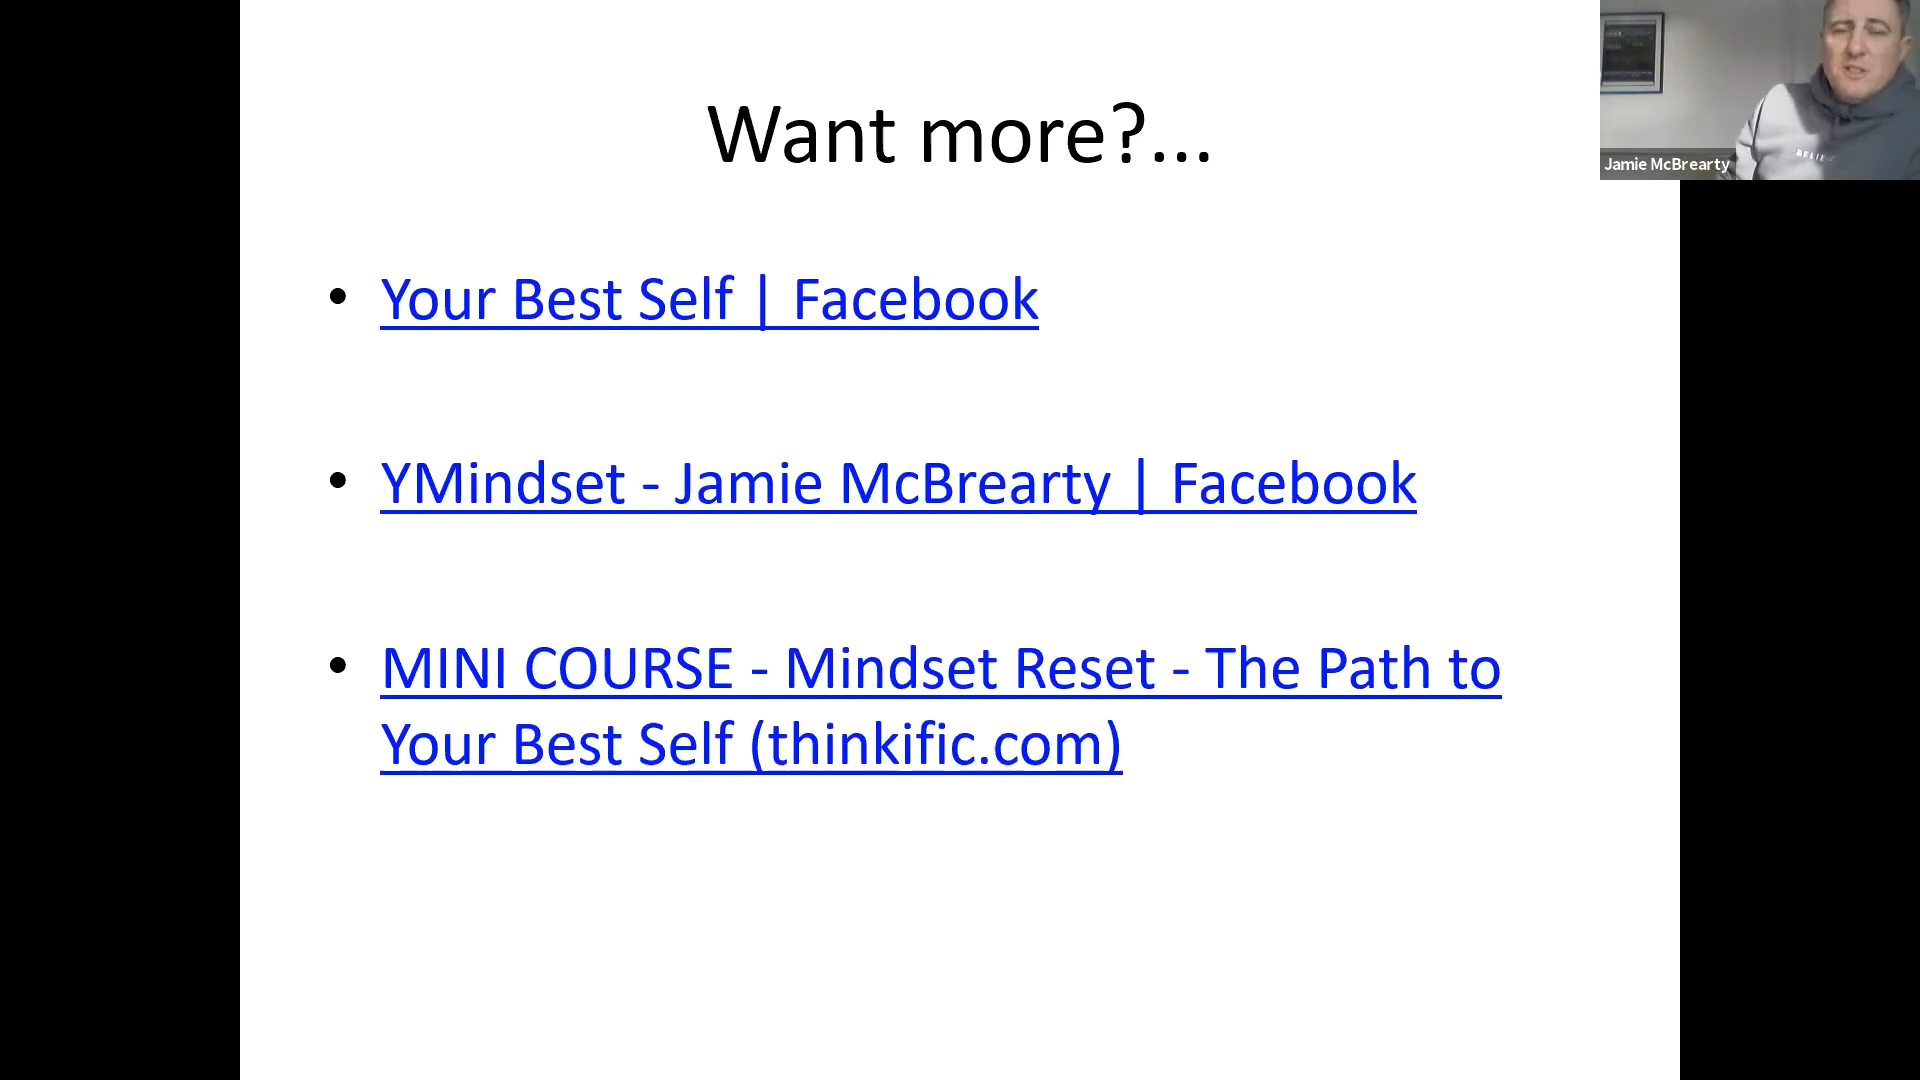 Want more?...
Jamie McBrearty
• Your Best Self | Facebook
• YMindset - Jamie McBrearty | Facebook
• MINI COURSE - Mindset Reset - The Path to
Your Best Self (thinkific.com)